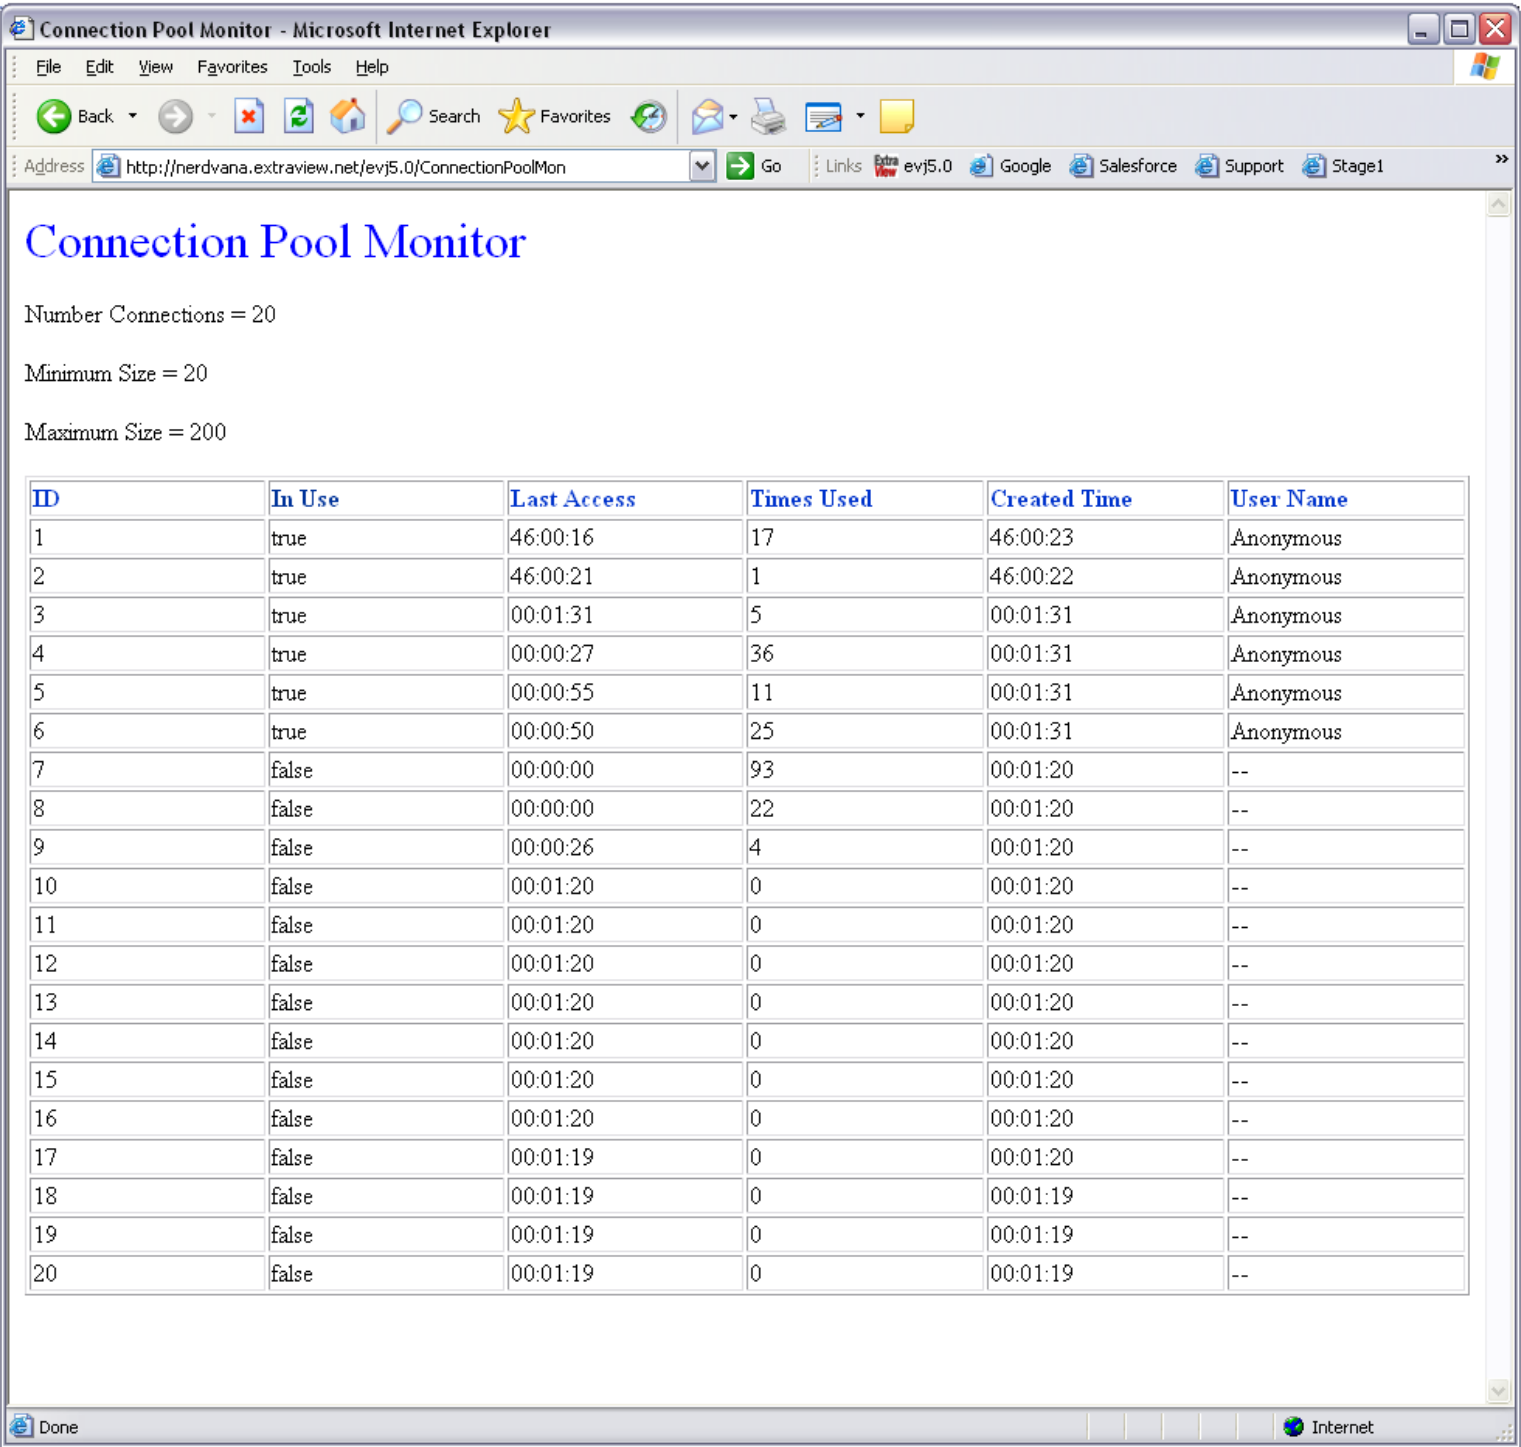 Connection Pool Monitor - Microsoft Internet Explorer
File Edit View Favorites Tools Help
Back Search Favorites
Address http://nerdvana.extraview.net/evj5.0/ConnectionPoolMon Go Links Extra View evj5.0 Google Salesforce Support Stage1 »
Connection Pool Monitor
Number Connections = 20
Minimum Size = 20
Maximum Size = 200
ID In Use Last Access Times Used Created Time User Name
1 true 46:00:16 17 46:00:23 Anonymous
2 true 46:00:21 1 46:00:22 Anonymous
3 true 00:01:31 5 00:01:31 Anonymous
4 true 00:00:27 36 00:01:31 Anonymous
5 true 00:00:55 11 00:01:31 Anonymous
6 true 00:00:50 25 00:01:31 Anonymous
7 false 00:00:00 93 00:01:20 --
8 false 00:00:00 22 00:01:20 --
9 false 00:00:26 4 00:01:20 --
10 false 00:01:20 0 00:01:20 --
11 false 00:01:20 0 00:01:20 --
12 false 00:01:20 0 00:01:20 --
13 false 00:01:20 0 00:01:20 --
14 false 00:01:20 0 00:01:20 --
15 false 00:01:20 0 00:01:20 --
16 false 00:01:20 0 00:01:20 --
17 false 00:01:19 0 00:01:20 --
18 false 00:01:19 0 00:01:19 --
19 false 00:01:19 0 00:01:19 --
20 false 00:01:19 0 00:01:19 --
Done Internet